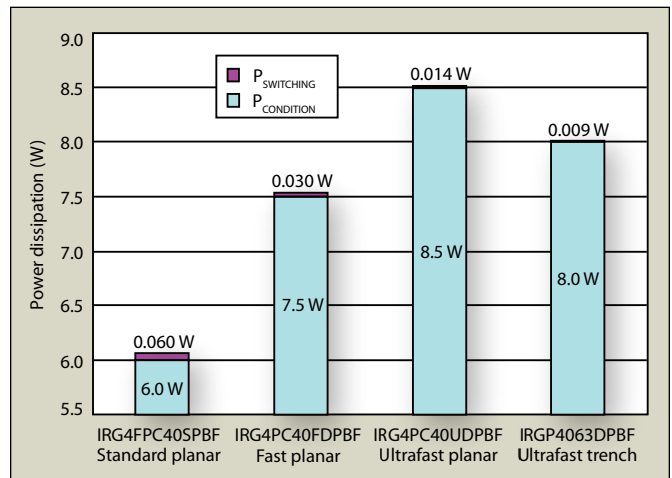 9.0
8.5
8.0
7.5
7.0
6.5
6.0
5.5
Power dissipation (W)
P_SWITCHING
P_CONDITION
0.060 W
6.0 W
0.030 W
7.5 W
0.014 W
8.5 W
0.009 W
8.0 W
IRG4FPC40SPBF
Standard planar
IRG4PC40FDPBF
Fast planar
IRG4PC40UDPBF
Ultrafast planar
IRGP4063DPBF
Ultrafast trench